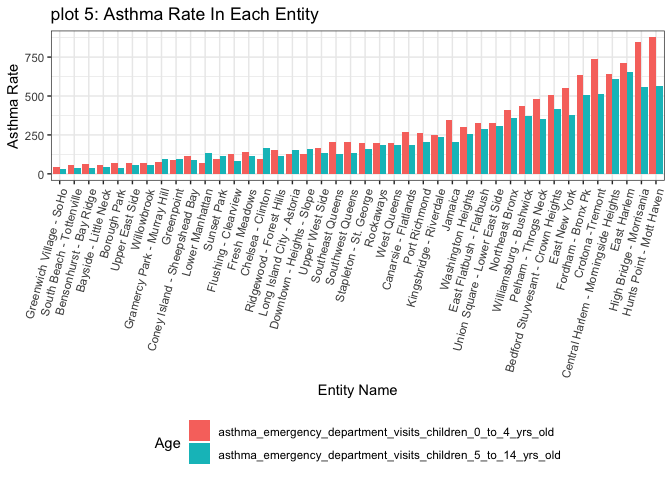 plot 5: Asthma Rate In Each Entity
Asthma Rate
750
500
250
0
Greenwich Village - SoHo
South Beach - Tottenville
Bensonhurst - Bay Ridge
Bayside - Little Neck
Borough Park
Upper East Side
Willowbrook
Gramercy Park - Murray Hill
Greenpoint
Coney Island - Sheepshead Bay
Lower Manhattan
Sunset Park
Flushing - Clearview
Fresh Meadows
Chelsea - Clinton
Ridgewood - Forest Hills
Long Island City - Astoria
Downtown - Heights - Slope
Upper West Side
Southeast Queens
Southwest Queens
Stapleton - St. George
Rockaways
West Queens
Canarsie - Flatlands
Port Richmond
Kingsbridge - Riverdale
Jamaica
Washington Heights
East Flatbush - Flatbush
Union Square - Lower East Side
Northeast Bronx
Williamsburg - Bushwick
Pelham - Throgs Neck
Bedford Stuyvesant - Crown Heights
East New York
Fordham - Bronx Pk
Crotona -Tremont
Central Harlem - Morningside Heights
East Harlem
High Bridge - Morrisania
Hunts Point - Mott Haven
Entity Name
Age
asthma_emergency_department_visits_children_0_to_4_yrs_old
asthma_emergency_department_visits_children_5_to_14_yrs_old